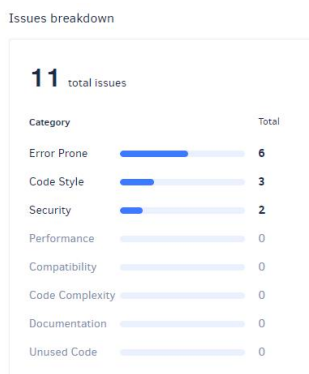 Issues breakdown
11 total issues
Category Total
Error Prone 6
Code Style 3
Security 2
Performance 0
Compatibility 0
Code Complexity 0
Documentation 0
Unused Code 0